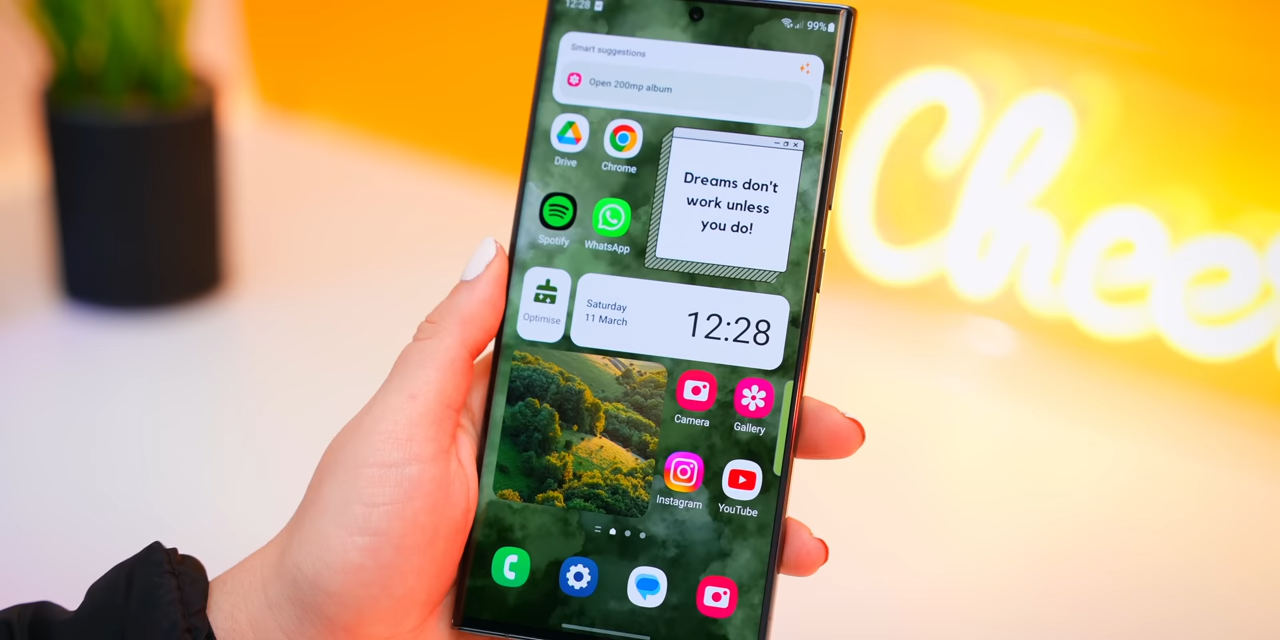 12:28
99%
Smart suggestions
Open 200mp album
Drive
Chrome
Dreams don't
work unless
you do!
Spotify
WhatsApp
Optimise
Saturday
11 March
12:28
Camera
Gallery
Instagram
YouTube
Chee